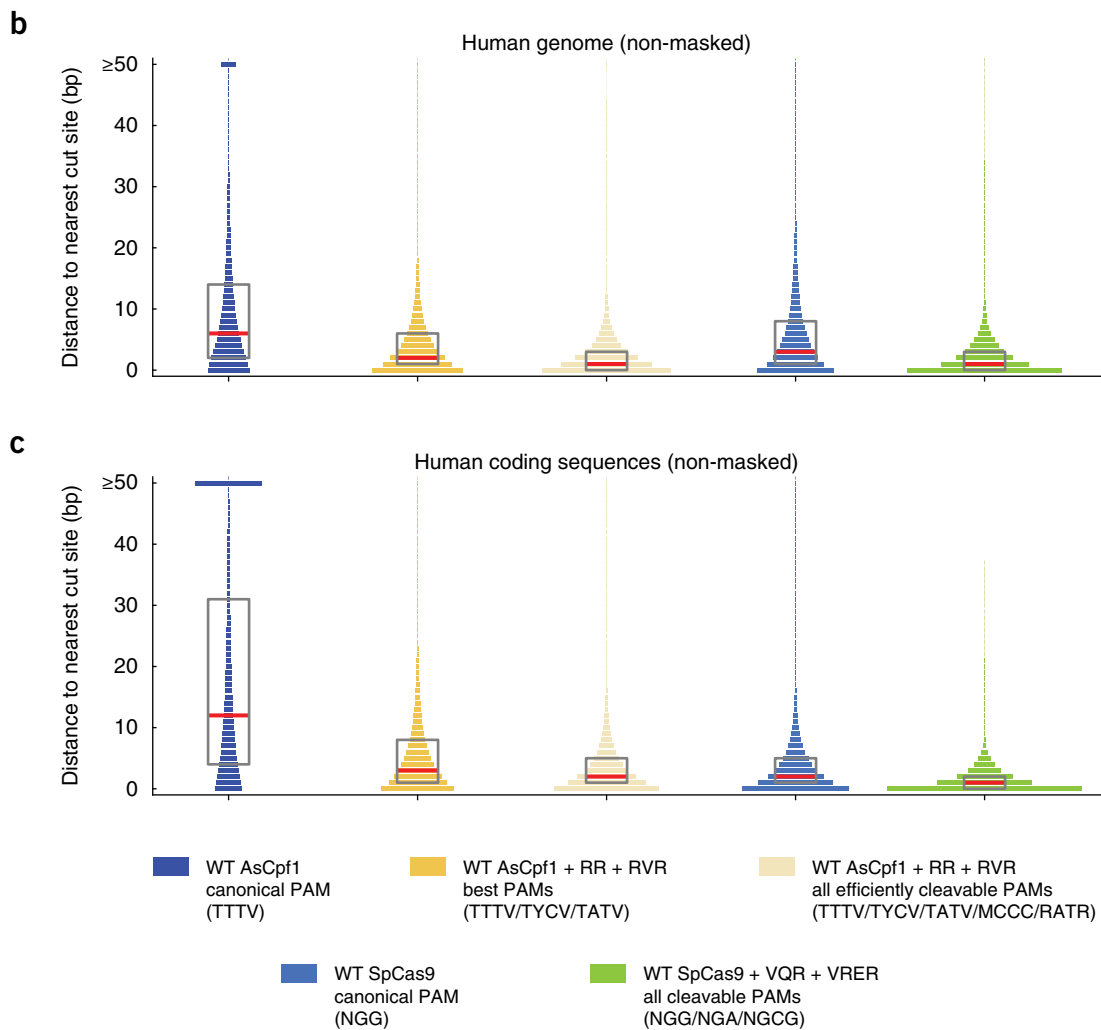 b
Human genome (non-masked)
Distance to nearest cut site (bp)
≥50
40
30
20
10
0
c
Human coding sequences (non-masked)
Distance to nearest cut site (bp)
≥50
40
30
20
10
0
WT AsCpf1
canonical PAM
(TTTV)
WT AsCpf1 + RR + RVR
best PAMs
(TTTV/TYCV/TATV)
WT AsCpf1 + RR + RVR
all efficiently cleavable PAMs
(TTTV/TYCV/TATV/MCCC/RATR)
WT SpCas9
canonical PAM
(NGG)
WT SpCas9 + VQR + VRER
all cleavable PAMs
(NGG/NGA/NGCG)